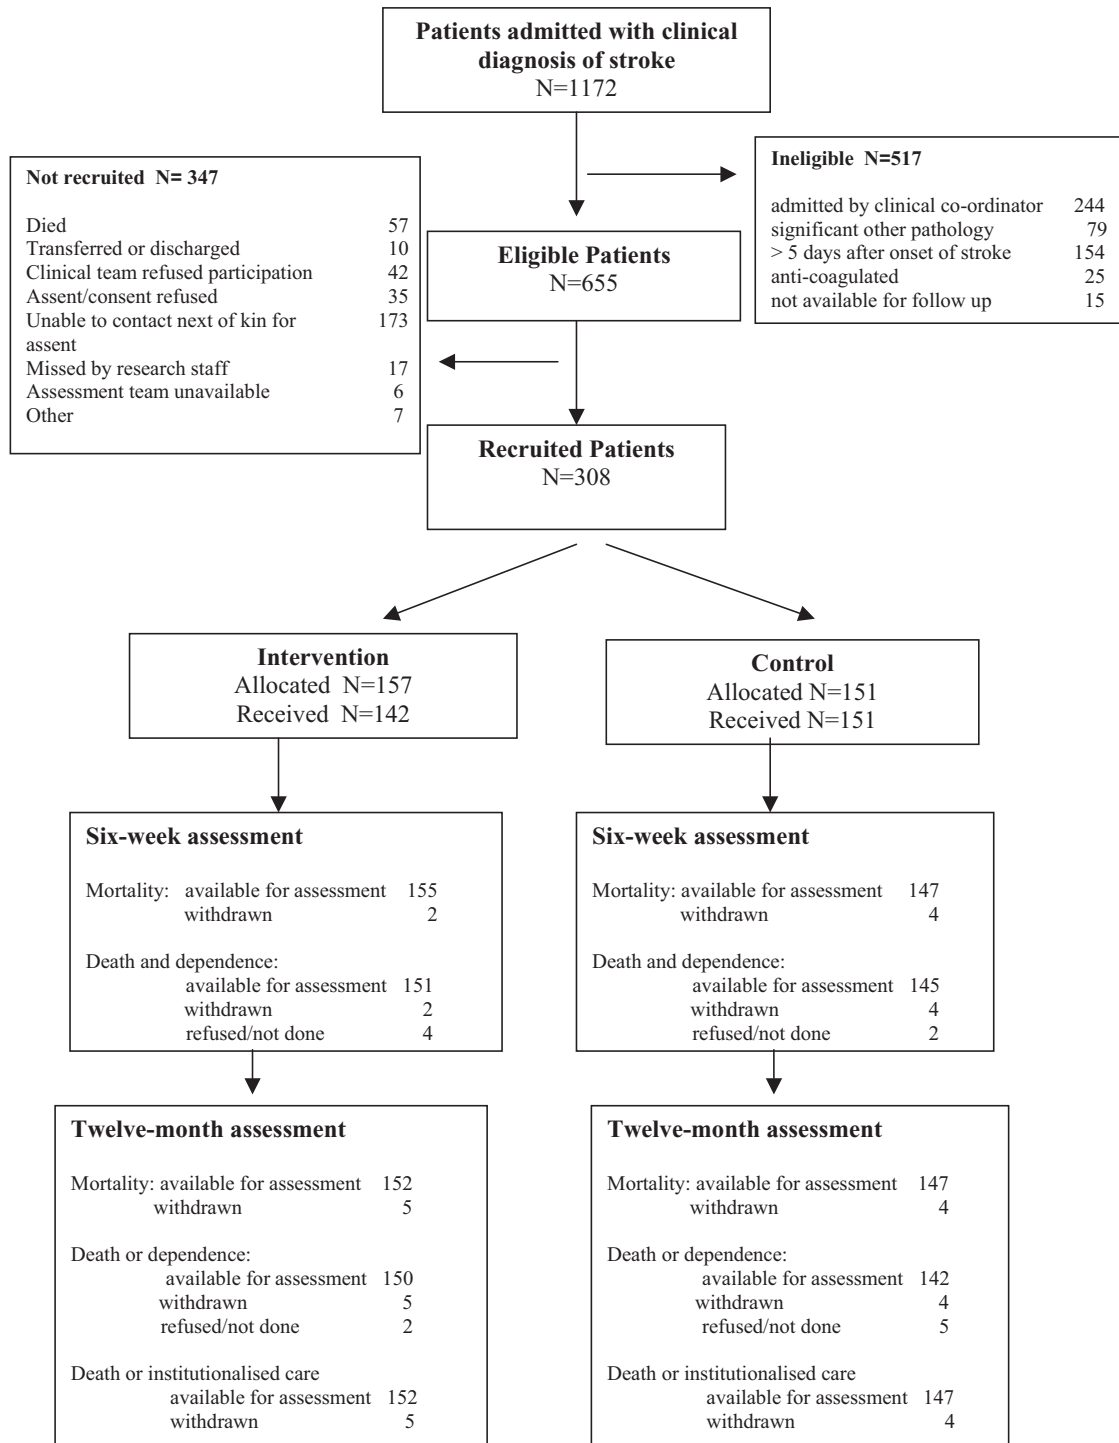 Patients admitted with clinical
diagnosis of stroke
N=1172
Ineligible N=517
admitted by clinical co-ordinator 244
significant other pathology 79
> 5 days after onset of stroke 154
anti-coagulated 25
not available for follow up 15
Eligible Patients
N=655
Not recruited N= 347
Died 57
Transferred or discharged 10
Clinical team refused participation 42
Assent/consent refused 35
Unable to contact next of kin for 173
assent
Missed by research staff 17
Assessment team unavailable 6
Other 7
Recruited Patients
N=308
Intervention
Allocated N=157
Received N=142
Control
Allocated N=151
Received N=151
Six-week assessment
Mortality: available for assessment 155
withdrawn 2
Death and dependence:
available for assessment 151
withdrawn 2
refused/not done 4
Six-week assessment
Mortality: available for assessment 147
withdrawn 4
Death and dependence:
available for assessment 145
withdrawn 4
refused/not done 2
Twelve-month assessment
Mortality: available for assessment 152
withdrawn 5
Death or dependence:
available for assessment 150
withdrawn 5
refused/not done 2
Death or institutionalised care
available for assessment 152
withdrawn 5
Twelve-month assessment
Mortality: available for assessment 147
withdrawn 4
Death or dependence:
available for assessment 142
withdrawn 4
refused/not done 5
Death or institutionalised care
available for assessment 147
withdrawn 4